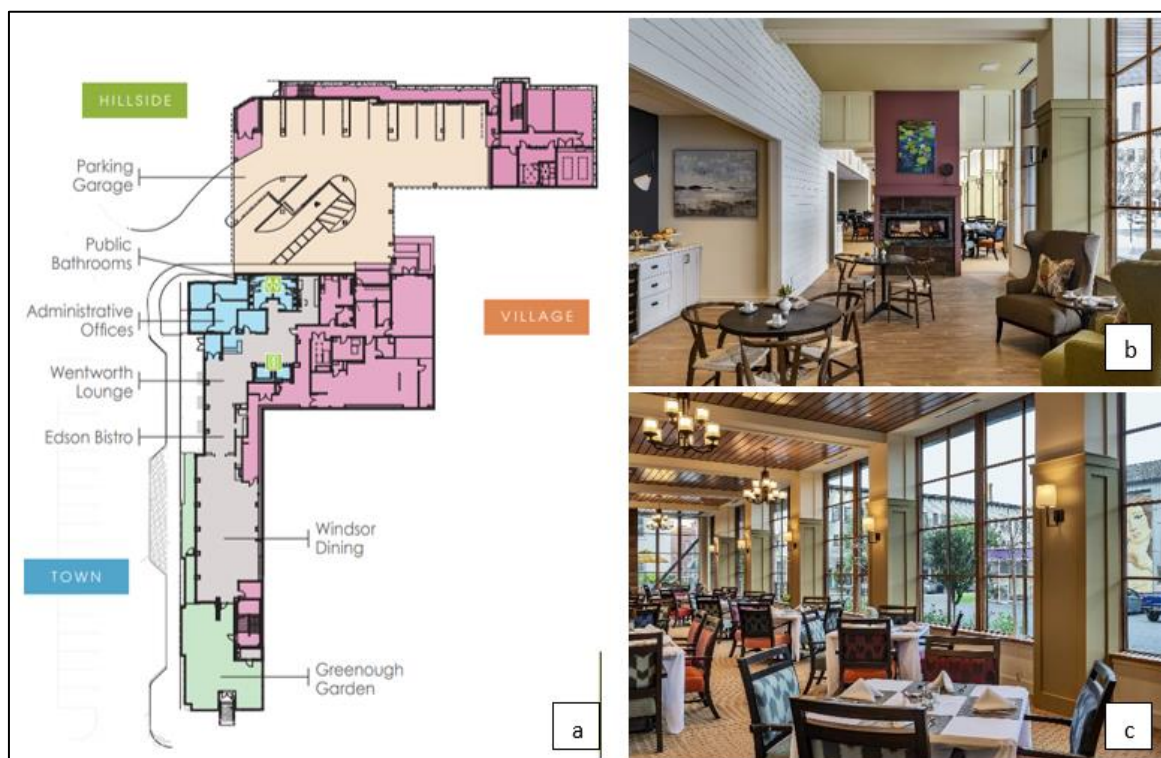 HILLSIDE
Parking
Garage
Public
Bathrooms
Administrative
Offices
VILLAGE
Wentworth
Lounge
Edson Bistro
Windsor
Dining
TOWN
Greenough
Garden
a
b
c